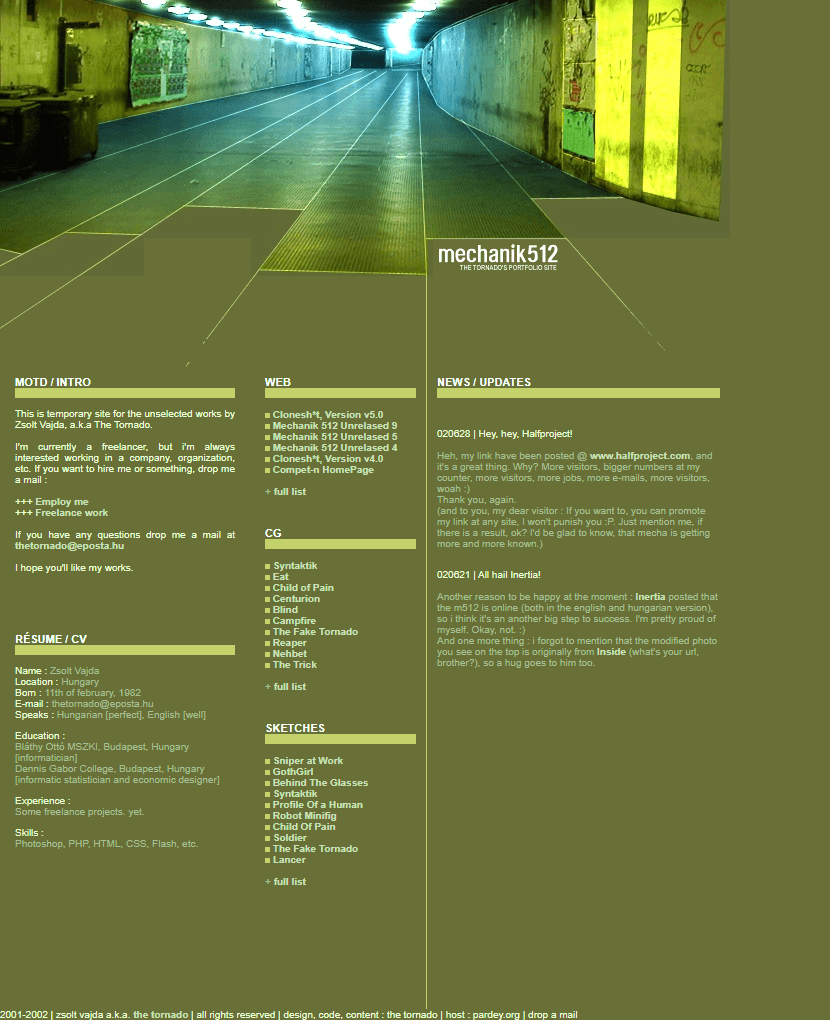 mechanik512
THE TORNADO'S PORTFOLIO SITE
MOTD / INTRO
This is temporary site for the unselected works by
Zsolt Vajda, a.k.a The Tornado.
I'm currently a freelancer, but i'm always
interested working in a company, organization,
etc. If you want to hire me or something, drop me
a mail :
+++ Employ me
+++ Freelance work
If you have any questions drop me a mail at
thetornado@eposta.hu
I hope you'll like my works.
RÉSUME / CV
Name : Zsolt Vajda
Location : Hungary
Born : 11th of february, 1982
E-mail : thetornado@eposta.hu
Speaks : Hungarian [perfect], English [well]
Education :
Bláthy Ottó MSZKI, Budapest, Hungary
[informatician]
Dennis Gabor College, Budapest, Hungary
[informatic statistician and economic designer]
Experience :
Some freelance projects. yet.
Skills :
Photoshop, PHP, HTML, CSS, Flash, etc.
WEB
Clonesh*t, Version v5.0
Mechanik 512 Unrelased 9
Mechanik 512 Unrelased 5
Mechanik 512 Unrelased 4
Clonesh*t, Version v4.0
Compet-n HomePage
+ full list
CG
Syntaktik
Eat
Child of Pain
Centurion
Blind
Campfire
The Fake Tornado
Reaper
Nehbet
The Trick
+ full list
SKETCHES
Sniper at Work
GothGirl
Behind The Glasses
Syntaktik
Profile Of a Human
Robot Minifig
Child Of Pain
Soldier
The Fake Tornado
Lancer
+ full list
NEWS / UPDATES
020628 | Hey, hey, Halfproject!
Heh, my link have been posted @ www.halfproject.com, and
it's a great thing. Why? More visitors, bigger numbers at my
counter, more visitors, more jobs, more e-mails, more visitors,
woah :)
Thank you, again.
(and to you, my dear visitor : If you want to, you can promote
my link at any site, I won't punish you :P. Just mention me, if
there is a result, ok? I'd be glad to know, that mecha is getting
more and more known.)
020621 | All hail Inertia!
Another reason to be happy at the moment : Inertia posted that
the m512 is online (both in the english and hungarian version),
so i think it's an another big step to success. I'm pretty proud of
myself. Okay, not. :)
And one more thing : i forgot to mention that the modified photo
you see on the top is originally from Inside (what's your url,
brother?), so a hug goes to him too.
2001-2002 | zsolt vajda a.k.a. the tornado | all rights reserved | design, code, content : the tornado | host : pardey.org | drop a mail